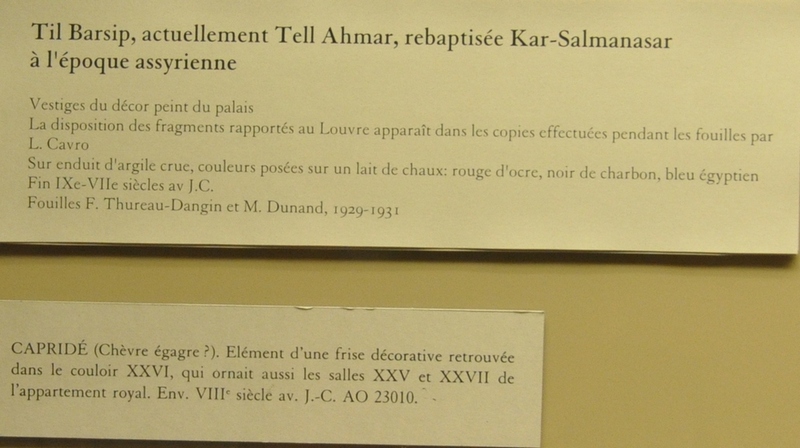 Til Barsip, actuellement Tell Ahmar, rebaptisée Kar-Salmanasar
à l'époque assyrienne
Vestiges du décor peint du palais
La disposition des fragments rapportés au Louvre apparaît dans les copies effectuées pendant les fouilles par
L. Cavro
Sur enduit d'argile crue, couleurs posées sur un lait de chaux: rouge d'ocre, noir de charbon, bleu égyptien
Fin IXe-VIIe siècles av J.C.
Fouilles F. Thureau-Dangin et M. Dunand, 1929-1931
CAPRIDÉ (Chèvre égagre ?). Elément d'une frise décorative retrouvée
dans le couloir XXVI, qui ornait aussi les salles XXV et XXVII de
l'appartement royal. Env. VIIIᵉ siècle av. J.-C. AO 23010.